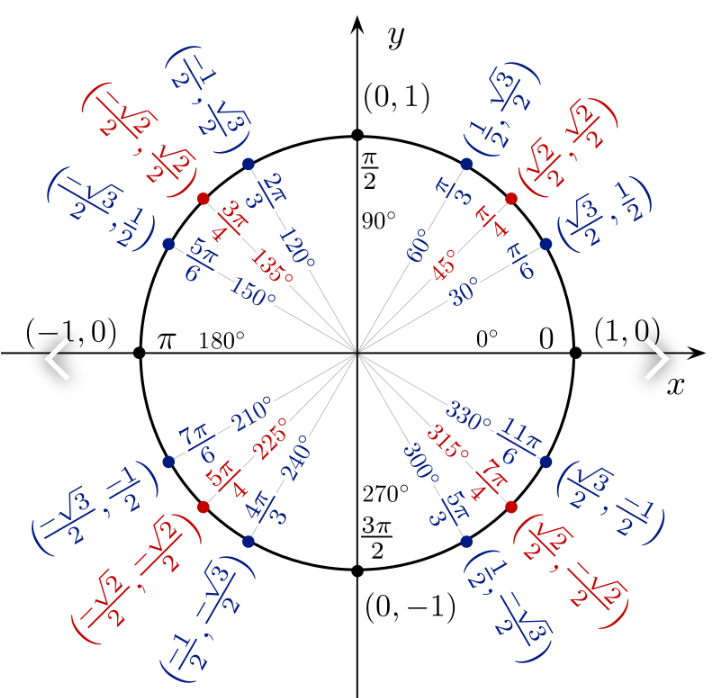 y
(0, 1)
(-1/2, √3/2)
(1/2, √3/2)
(-√2/2, √2/2)
(√2/2, √2/2)
(-√3/2, 1/2)
(√3/2, 1/2)
π/2
90°
2π/3
120°
π/3
60°
3π/4
135°
π/4
45°
5π/6
150°
π/6
30°
(-1, 0)
π
180°
0°
0
(1, 0)
x
7π/6
210°
330°
11π/6
5π/4
225°
315°
7π/4
4π/3
240°
300°
5π/3
270°
3π/2
(-√3/2, -1/2)
(√3/2, -1/2)
(-√2/2, -√2/2)
(√2/2, -√2/2)
(-1/2, -√3/2)
(1/2, -√3/2)
(0, -1)